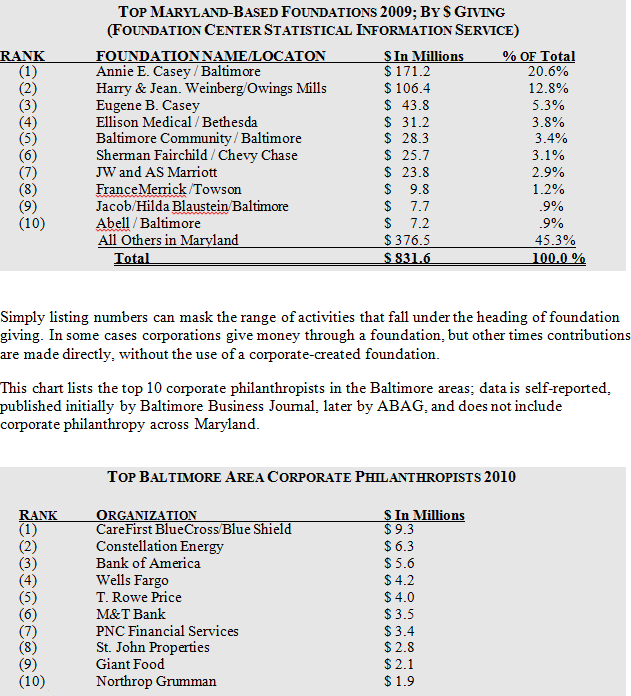 TOP MARYLAND-BASED FOUNDATIONS 2009; BY $ GIVING
(FOUNDATION CENTER STATISTICAL INFORMATION SERVICE)
RANK FOUNDATION NAME/LOCATON $ In Millions % OF Total
(1) Annie E. Casey / Baltimore $ 171.2 20.6%
(2) Harry & Jean. Weinberg/Owings Mills $ 106.4 12.8%
(3) Eugene B. Casey $ 43.8 5.3%
(4) Ellison Medical / Bethesda $ 31.2 3.8%
(5) Baltimore Community / Baltimore $ 28.3 3.4%
(6) Sherman Fairchild / Chevy Chase $ 25.7 3.1%
(7) JW and AS Marriott $ 23.8 2.9%
(8) FranceMerrick /Towson $ 9.8 1.2%
(9) Jacob/Hilda Blaustein/Baltimore $ 7.7 .9%
(10) Abell / Baltimore $ 7.2 .9%
All Others in Maryland $ 376.5 45.3%
Total $ 831.6 100.0 %
Simply listing numbers can mask the range of activities that fall under the heading of foundation
giving. In some cases corporations give money through a foundation, but other times contributions
are made directly, without the use of a corporate-created foundation.
This chart lists the top 10 corporate philanthropists in the Baltimore areas; data is self-reported,
published initially by Baltimore Business Journal, later by ABAG, and does not include
corporate philanthropy across Maryland.
TOP BALTIMORE AREA CORPORATE PHILANTHROPISTS 2010
RANK ORGANIZATION $ In Millions
(1) CareFirst BlueCross/Blue Shield $ 9.3
(2) Constellation Energy $ 6.3
(3) Bank of America $ 5.6
(4) Wells Fargo $ 4.2
(5) T. Rowe Price $ 4.0
(6) M&T Bank $ 3.5
(7) PNC Financial Services $ 3.4
(8) St. John Properties $ 2.8
(9) Giant Food $ 2.1
(10) Northrop Grumman $ 1.9